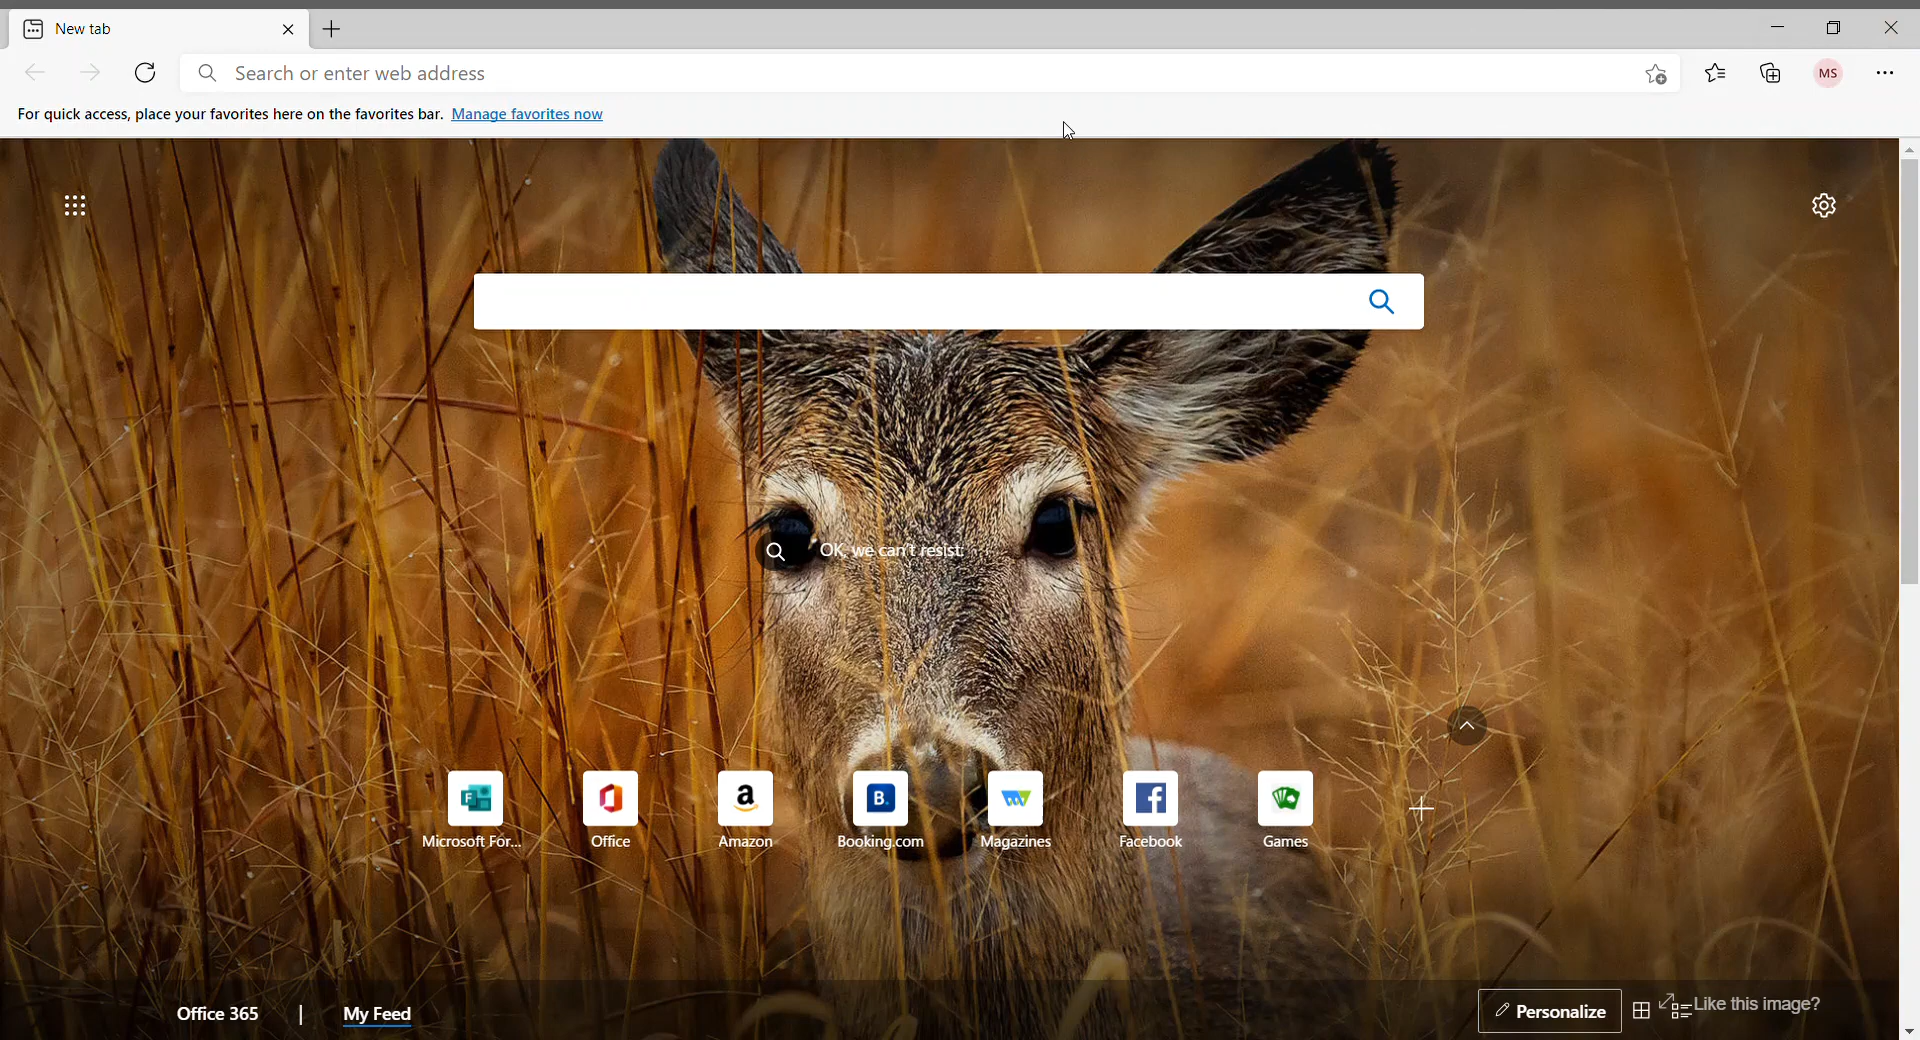 New tab
Search or enter web address
MS
For quick access, place your favorites here on the favorites bar. Manage favorites now
OK, we can't resist:
F
a
B.
Microsoft For...
Office
Amazon
Booking.com
Magazines
Facebook
Games
Office 365 | My Feed
Personalize
Like this image?